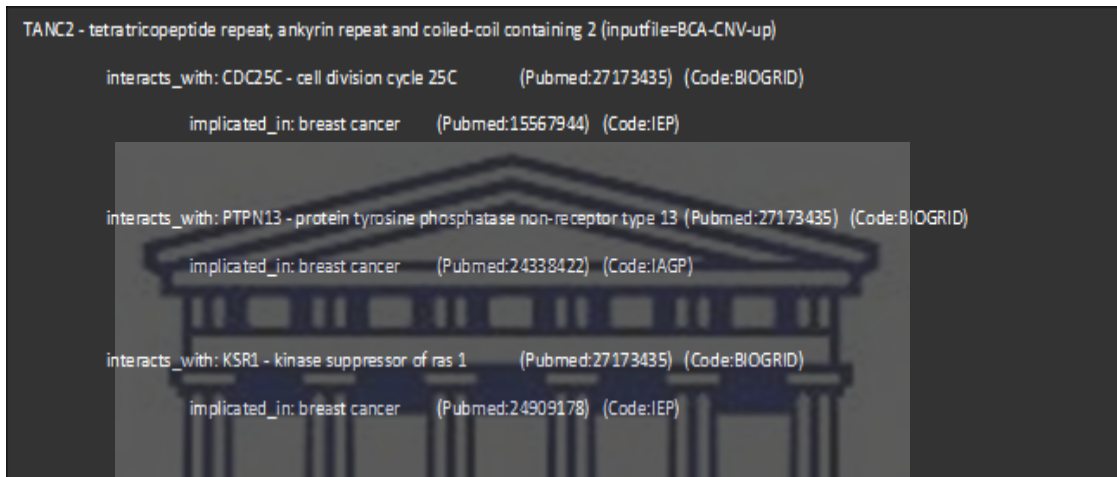 TANC2 - tetratricopeptide repeat, ankyrin repeat and coiled-coil containing 2 (inputfile=BCA-CNV-up)
interacts_with: CDC25C - cell division cycle 25C (Pubmed:27173435) (Code:BIOGRID)
implicated_in: breast cancer (Pubmed:15567944) (Code:IEP)
interacts_with: PTPN13 - protein tyrosine phosphatase non-receptor type 13 (Pubmed:27173435) (Code:BIOGRID)
implicated_in: breast cancer (Pubmed:24338422) (Code:IAGP)
interacts_with: KSR1 - kinase suppressor of ras 1 (Pubmed:27173435) (Code:BIOGRID)
implicated_in: breast cancer (Pubmed:24909178) (Code:IEP)